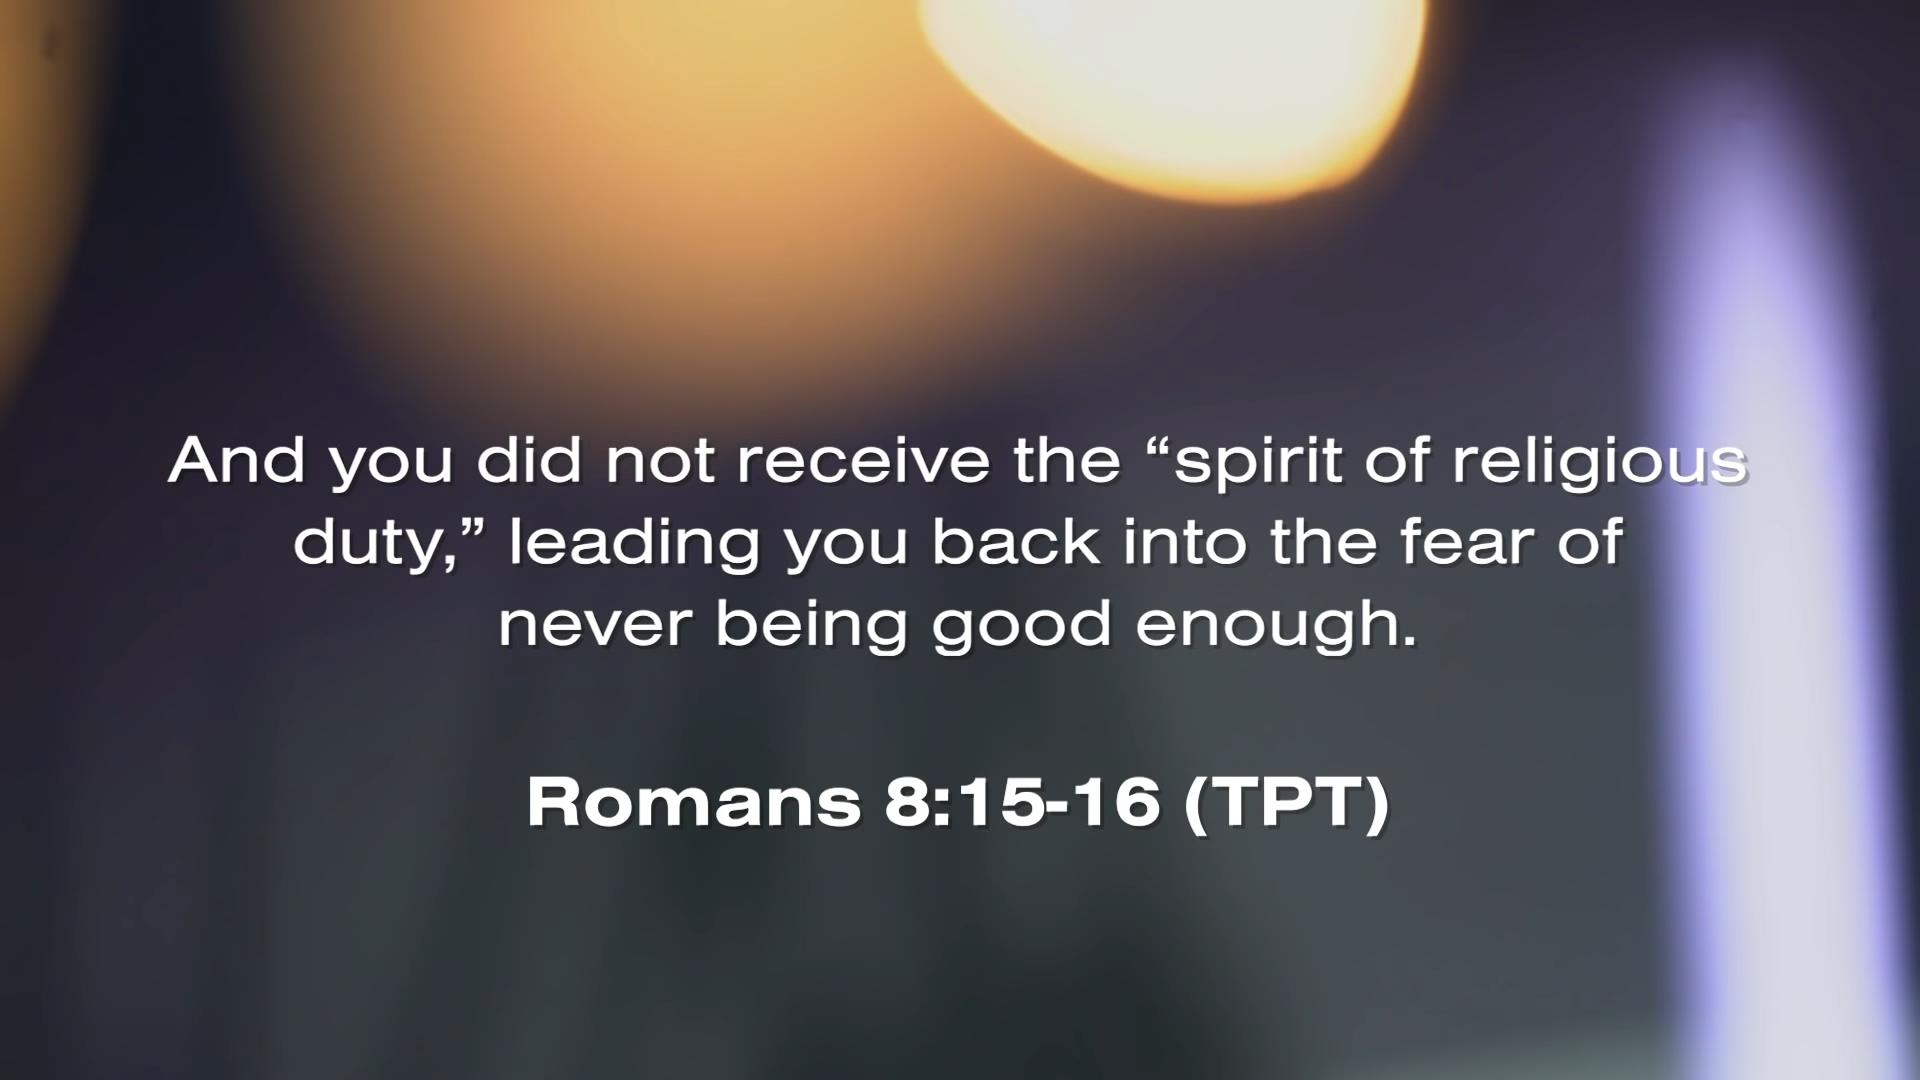 And you did not receive the “spirit of religious
duty,” leading you back into the fear of
never being good enough.
Romans 8:15-16 (TPT)